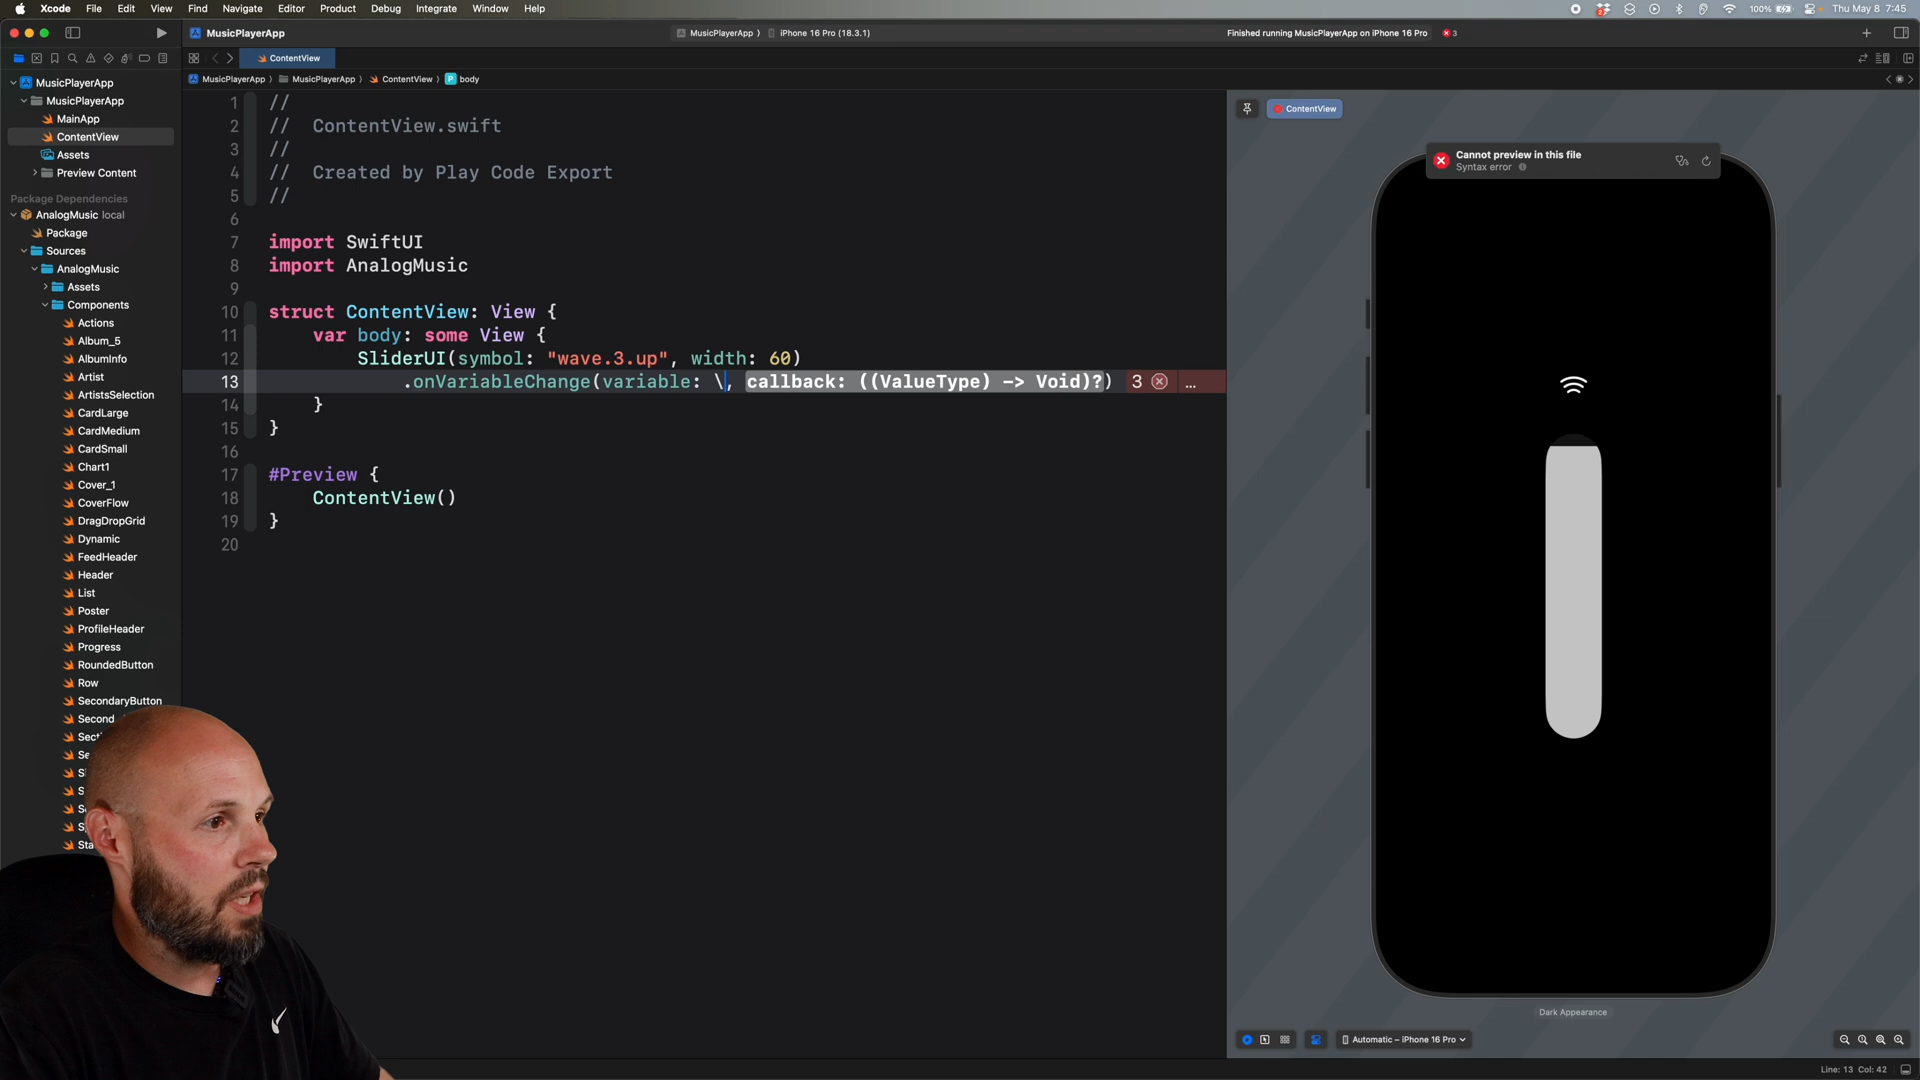 Xcode File Edit View Find Navigate Editor Product Debug Integrate Window Help
100% Thu May 8 7:45
MusicPlayerApp
MusicPlayerApp iPhone 16 Pro (18.3.1)
Finished running MusicPlayerApp on iPhone 16 Pro 3
ContentView
MusicPlayerApp MusicPlayerApp ContentView P body
MusicPlayerApp
MusicPlayerApp
MainApp
ContentView
Assets
Preview Content
Package Dependencies
AnalogMusic local
Package
Sources
AnalogMusic
Assets
Components
Actions
Album_5
AlbumInfo
Artist
ArtistsSelection
CardLarge
CardMedium
CardSmall
Chart1
Cover_1
CoverFlow
DragDropGrid
Dynamic
FeedHeader
Header
List
Poster
ProfileHeader
Progress
RoundedButton
Row
SecondaryButton
Second
1 //
2 // ContentView.swift
3 //
4 // Created by Play Code Export
5 //
6
7 import SwiftUI
8 import AnalogMusic
9
10 struct ContentView: View {
11 var body: some View {
12 SliderUI(symbol: "wave.3.up", width: 60)
13 .onVariableChange(variable: \, callback: ((ValueType) -> Void)?) 3 …
14 }
15 }
16
17 #Preview {
18 ContentView()
19 }
20
ContentView
Cannot preview in this file
Syntax error
Dark Appearance
Automatic – iPhone 16 Pro
Line: 13 Col: 42